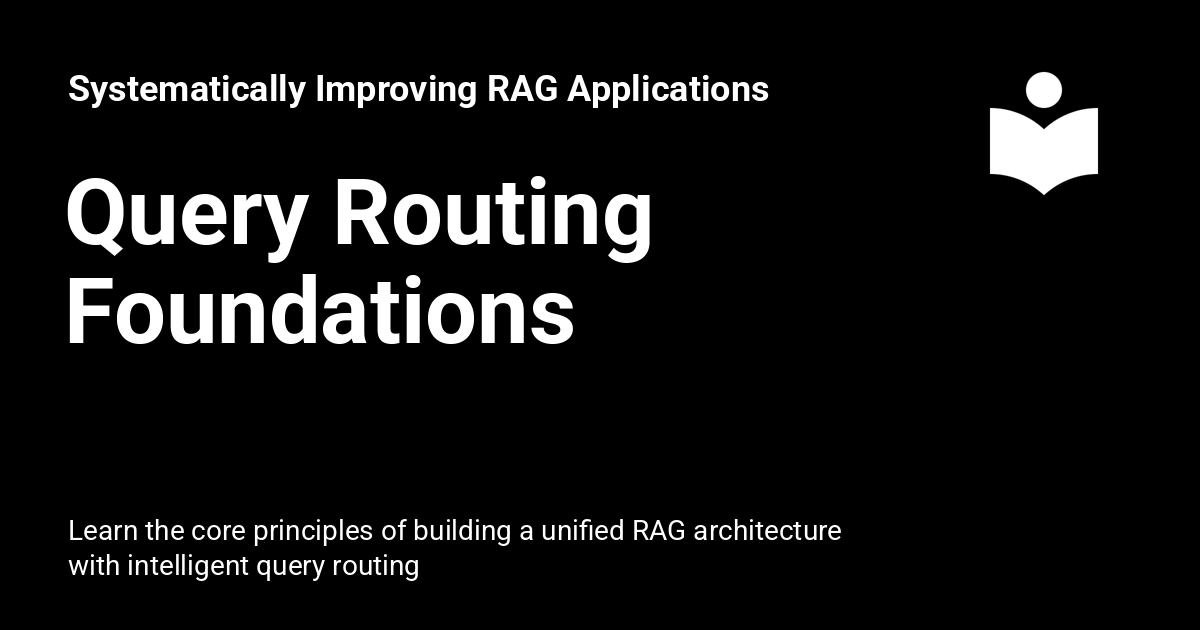 Systematically Improving RAG Applications
Query Routing
Foundations
Learn the core principles of building a unified RAG architecture
with intelligent query routing